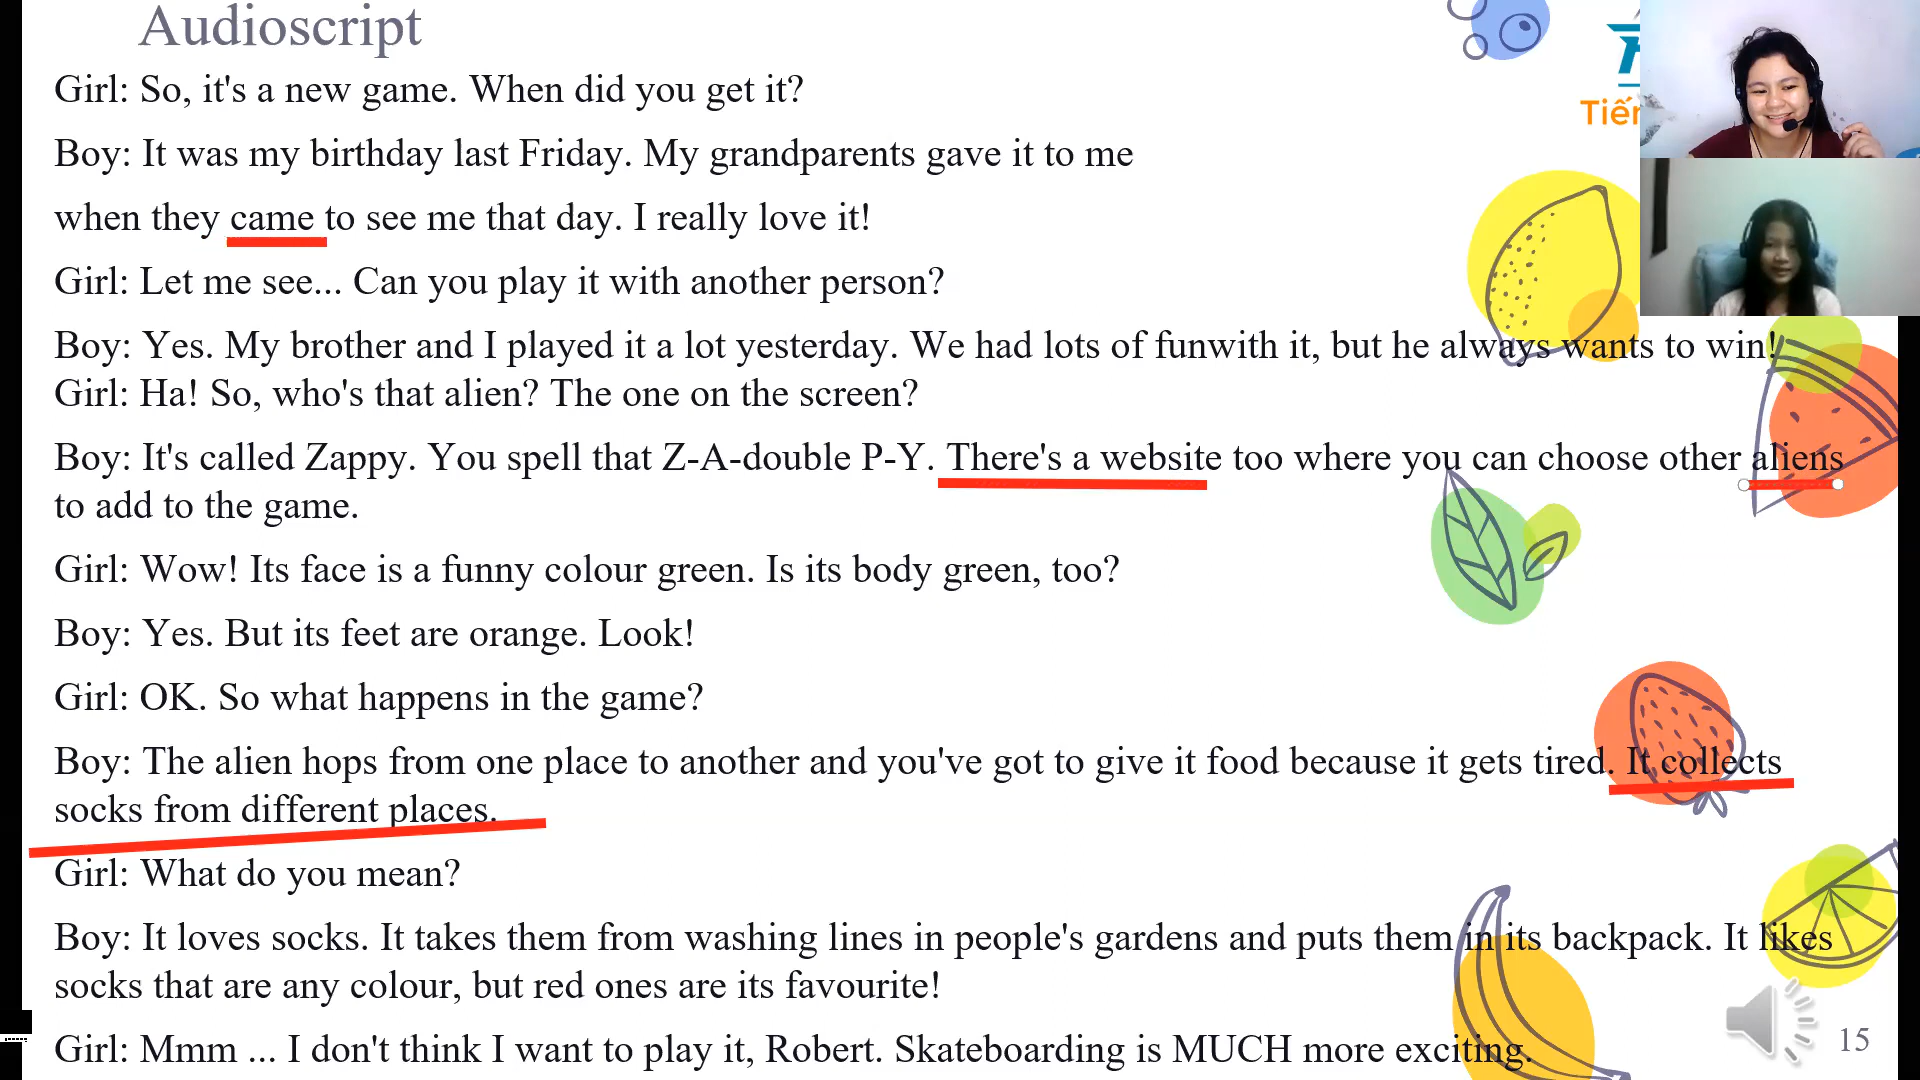 Audioscript
Girl: So, it's a new game. When did you get it?
Boy: It was my birthday last Friday. My grandparents gave it to me
when they came to see me that day. I really love it!
Girl: Let me see... Can you play it with another person?
Boy: Yes. My brother and I played it a lot yesterday. We had lots of funwith it, but he always wants to win!
Girl: Ha! So, who's that alien? The one on the screen?
Boy: It's called Zappy. You spell that Z-A-double P-Y. There's a website too where you can choose other aliens
to add to the game.
Girl: Wow! Its face is a funny colour green. Is its body green, too?
Boy: Yes. But its feet are orange. Look!
Girl: OK. So what happens in the game?
Boy: The alien hops from one place to another and you've got to give it food because it gets tired. It collects
socks from different places.
Girl: What do you mean?
Boy: It loves socks. It takes them from washing lines in people's gardens and puts them in its backpack. It likes
socks that are any colour, but red ones are its favourite!
Girl: Mmm ... I don't think I want to play it, Robert. Skateboarding is MUCH more exciting.
15